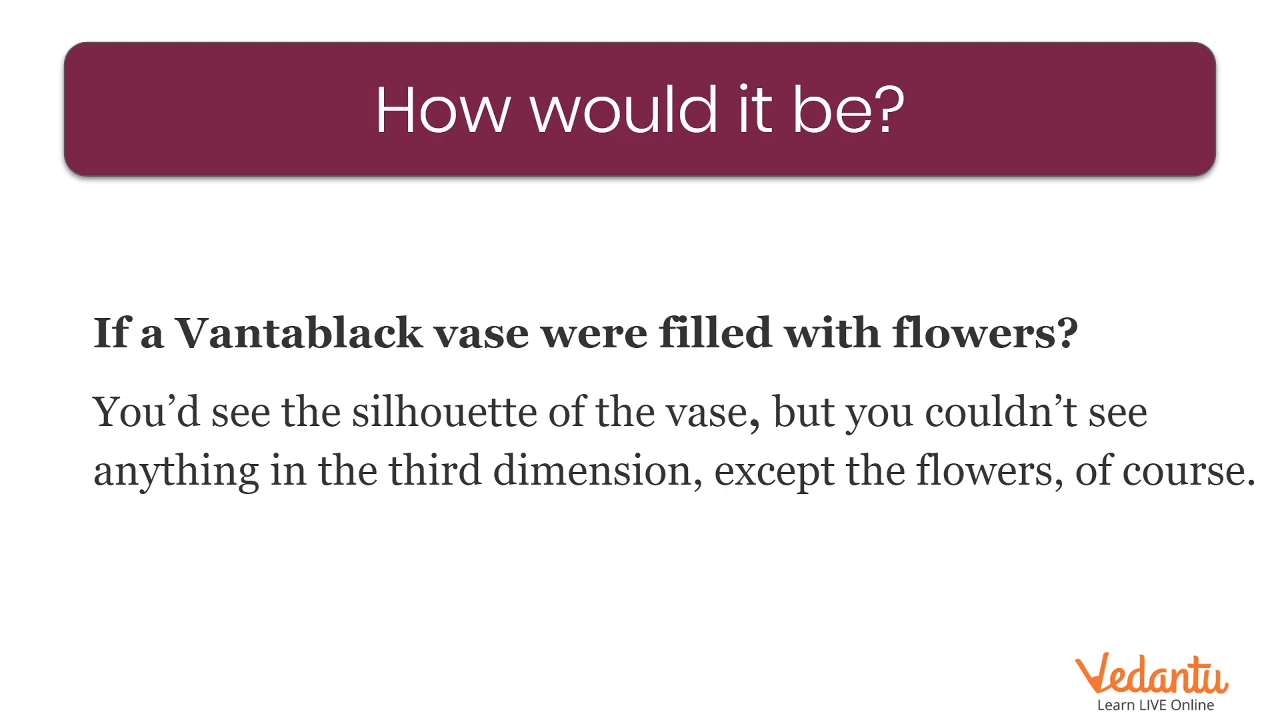 How would it be?
If a Vantablack vase were filled with flowers?
You’d see the silhouette of the vase, but you couldn’t see
anything in the third dimension, except the flowers, of course.
Vedantu
Learn LIVE Online